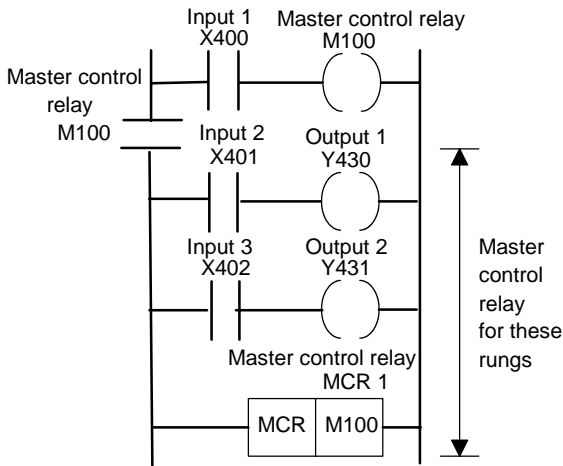 Input 1
X400
Master control relay
M100
Master control
relay
M100
Input 2
X401
Output 1
Y430
Input 3
X402
Output 2
Y431
Master
control
relay
for these
rungs
Master control relay
MCR 1
MCR
M100